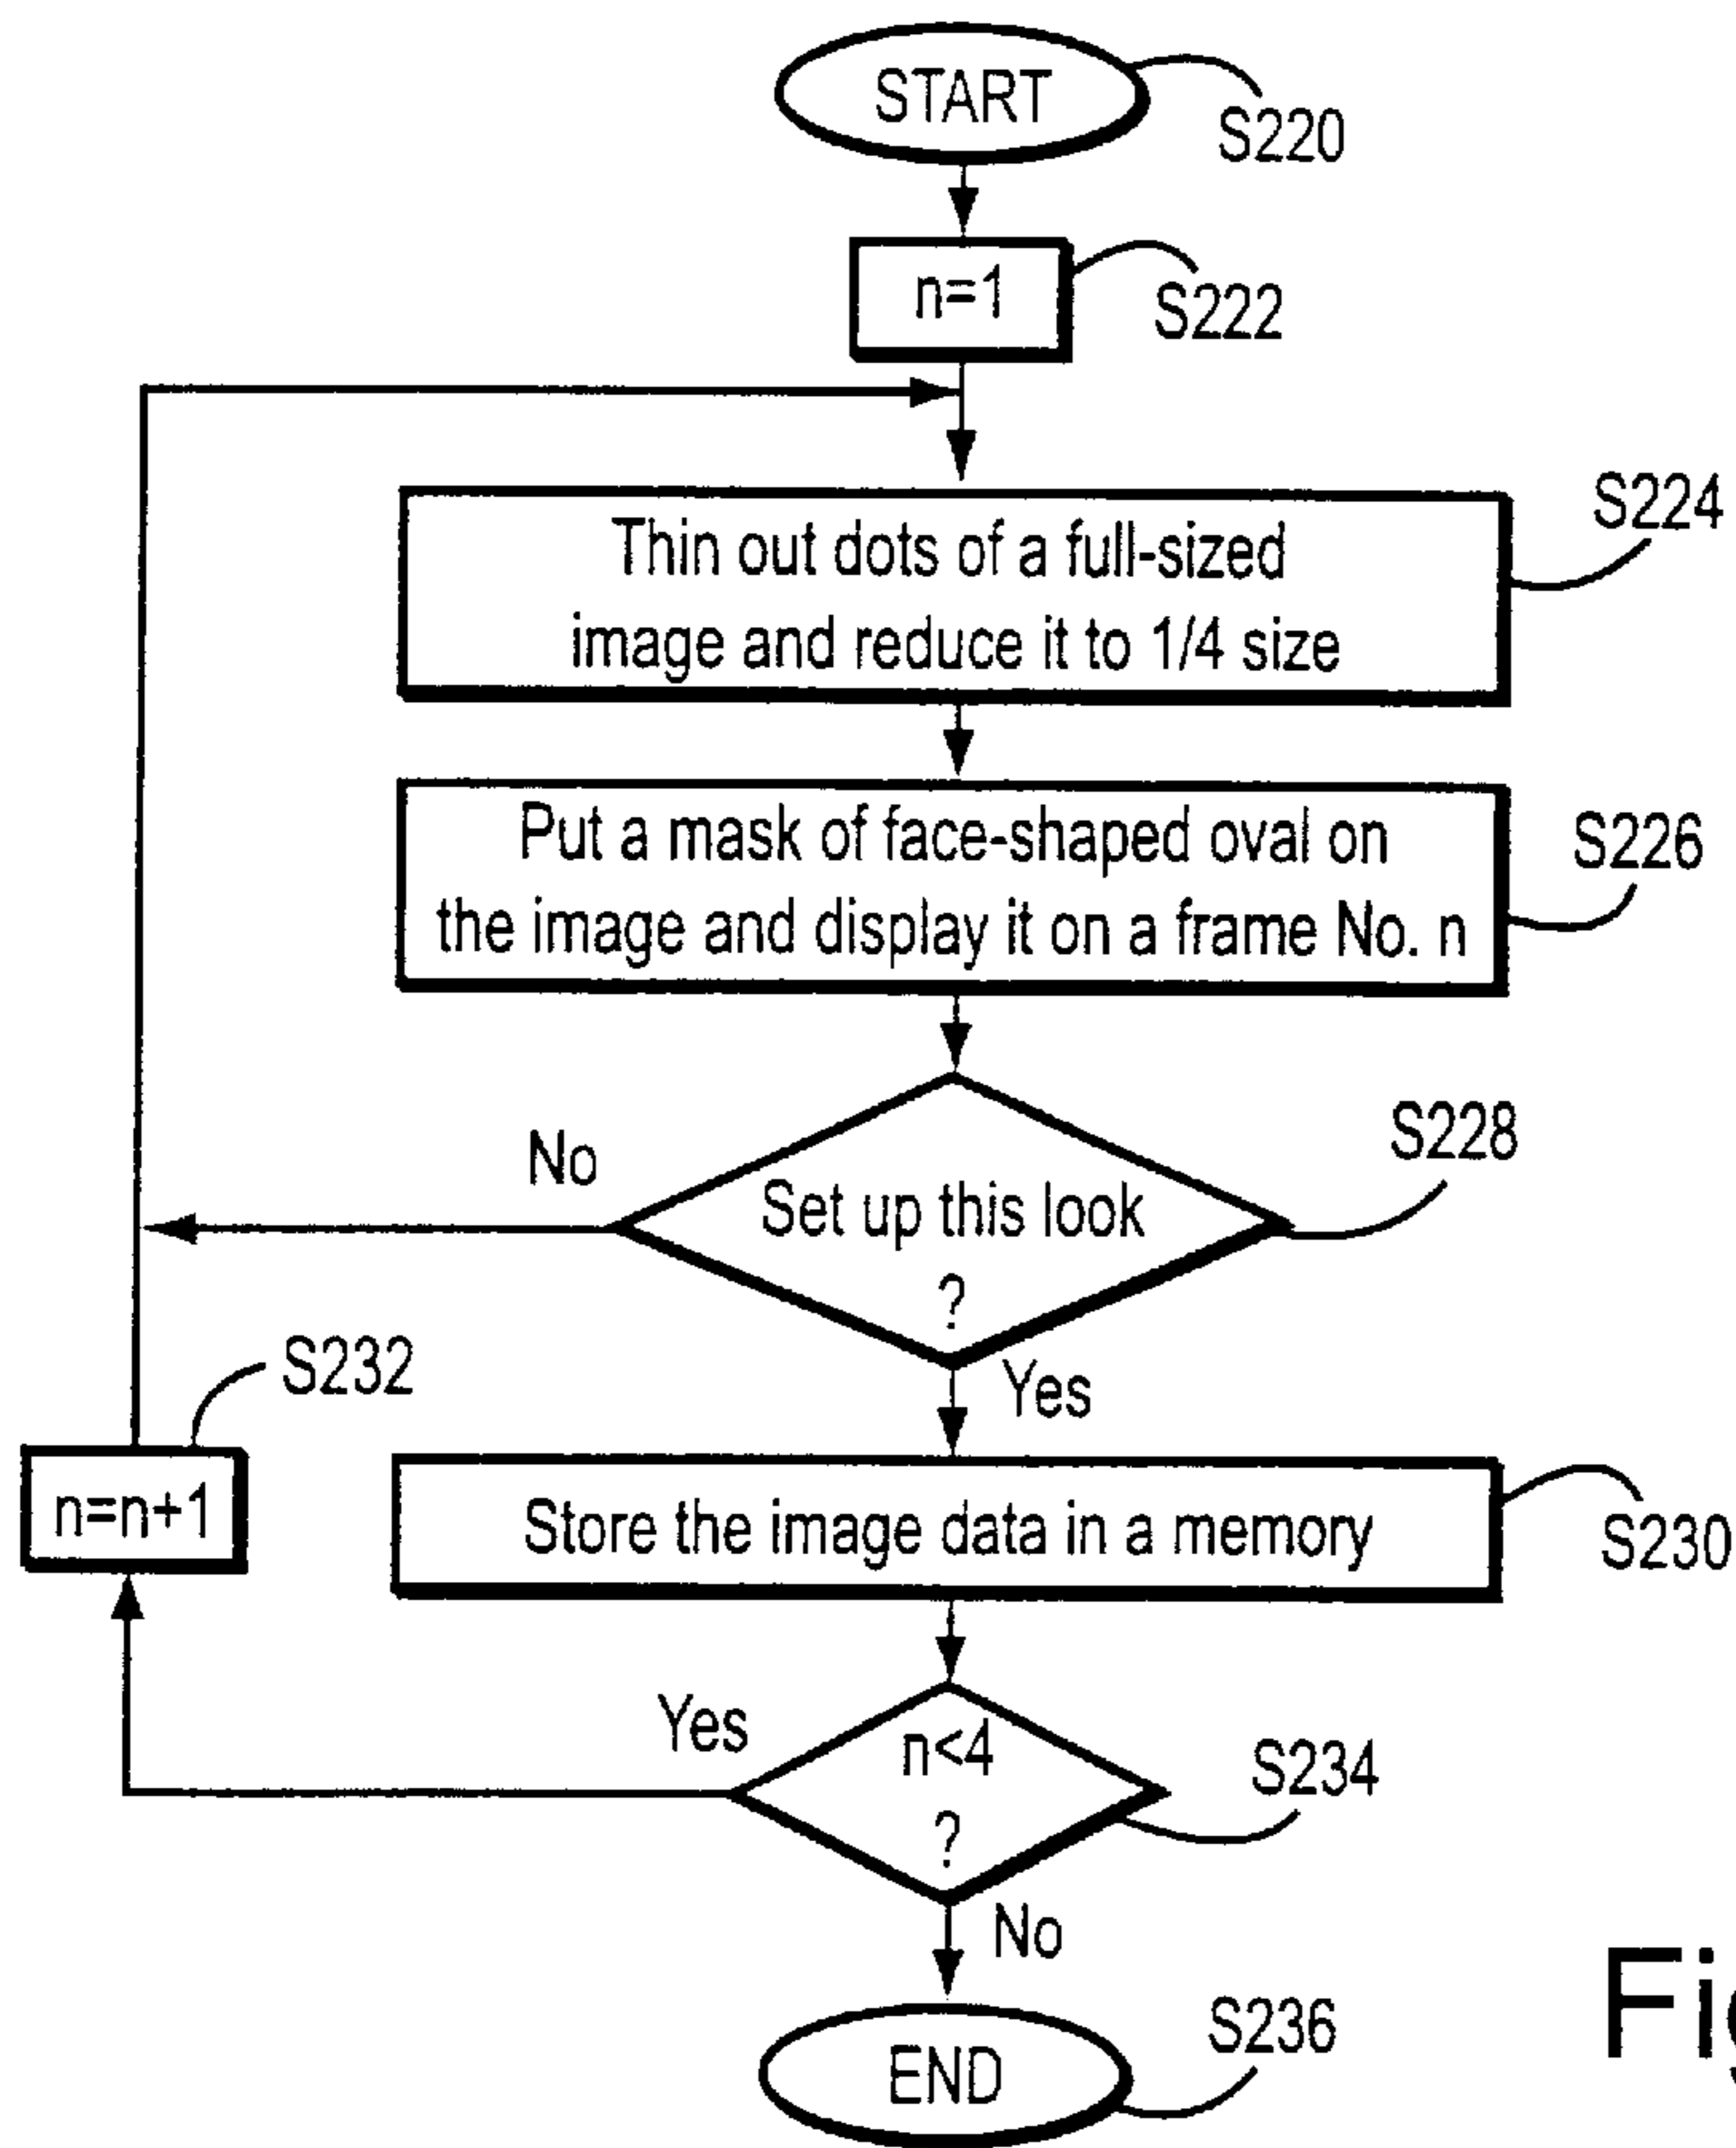 START
S220
n=1
S222
Thin out dots of a full-sized
image and reduce it to 1/4 size
S224
Put a mask of face-shaped oval on
the image and display it on a frame No. n
S226
No
Set up this look
?
S228
Yes
S232
n=n+1
Store the image data in a memory
S230
Yes
n<4
?
S234
No
END
S236